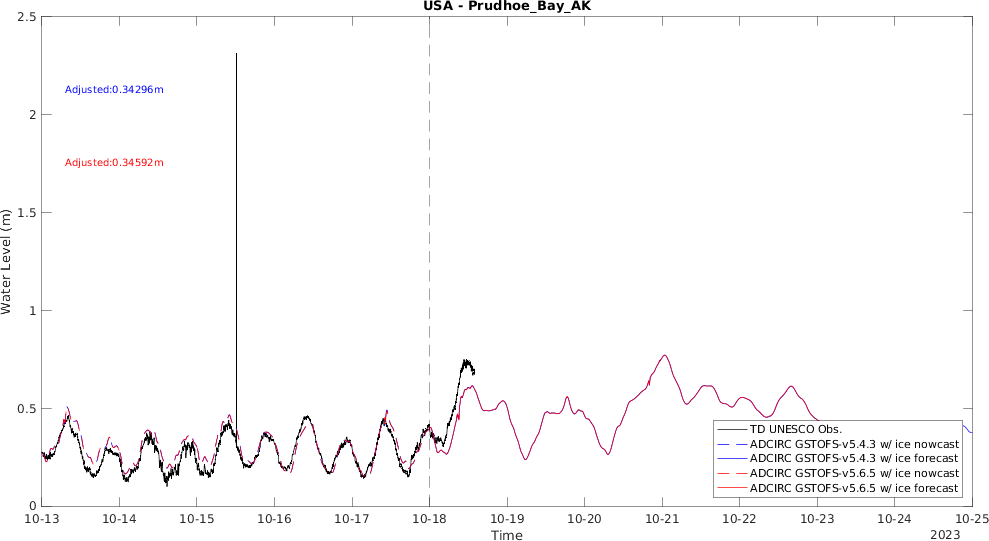 USA - Prudhoe_Bay_AK
2.5
2
1.5
1
0.5
0
Water Level (m)
Adjusted:0.34296m
Adjusted:0.34592m
TD UNESCO Obs.
ADCIRC GSTOFS-v5.4.3 w/ ice nowcast
ADCIRC GSTOFS-v5.4.3 w/ ice forecast
ADCIRC GSTOFS-v5.6.5 w/ ice nowcast
ADCIRC GSTOFS-v5.6.5 w/ ice forecast
10-13 10-14 10-15 10-16 10-17 10-18 10-19 10-20 10-21 10-22 10-23 10-24 10-25
Time
2023